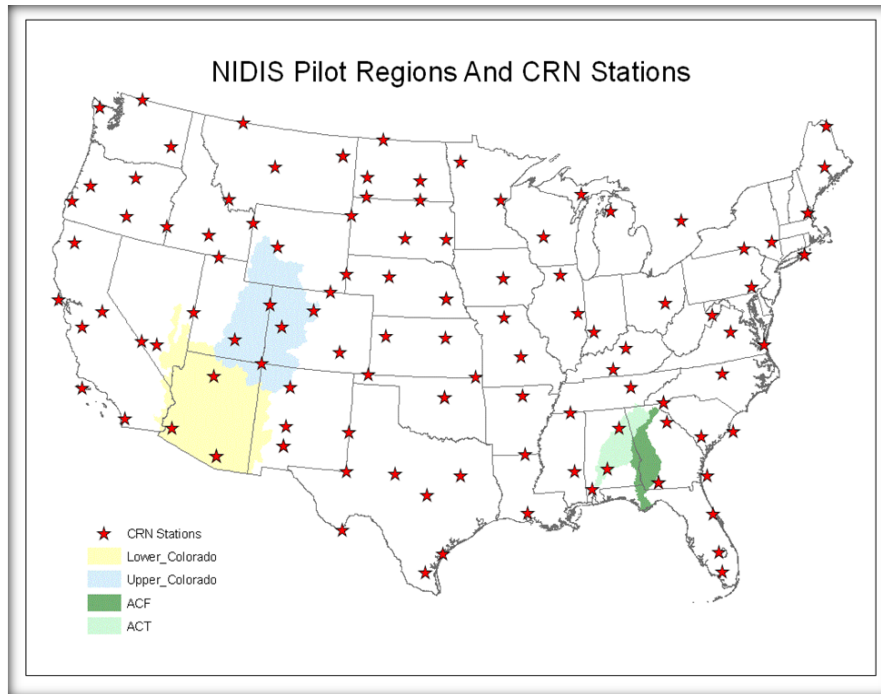 NIDIS Pilot Regions And CRN Stations
CRN Stations
Lower_Colorado
Upper_Colorado
ACF
ACT